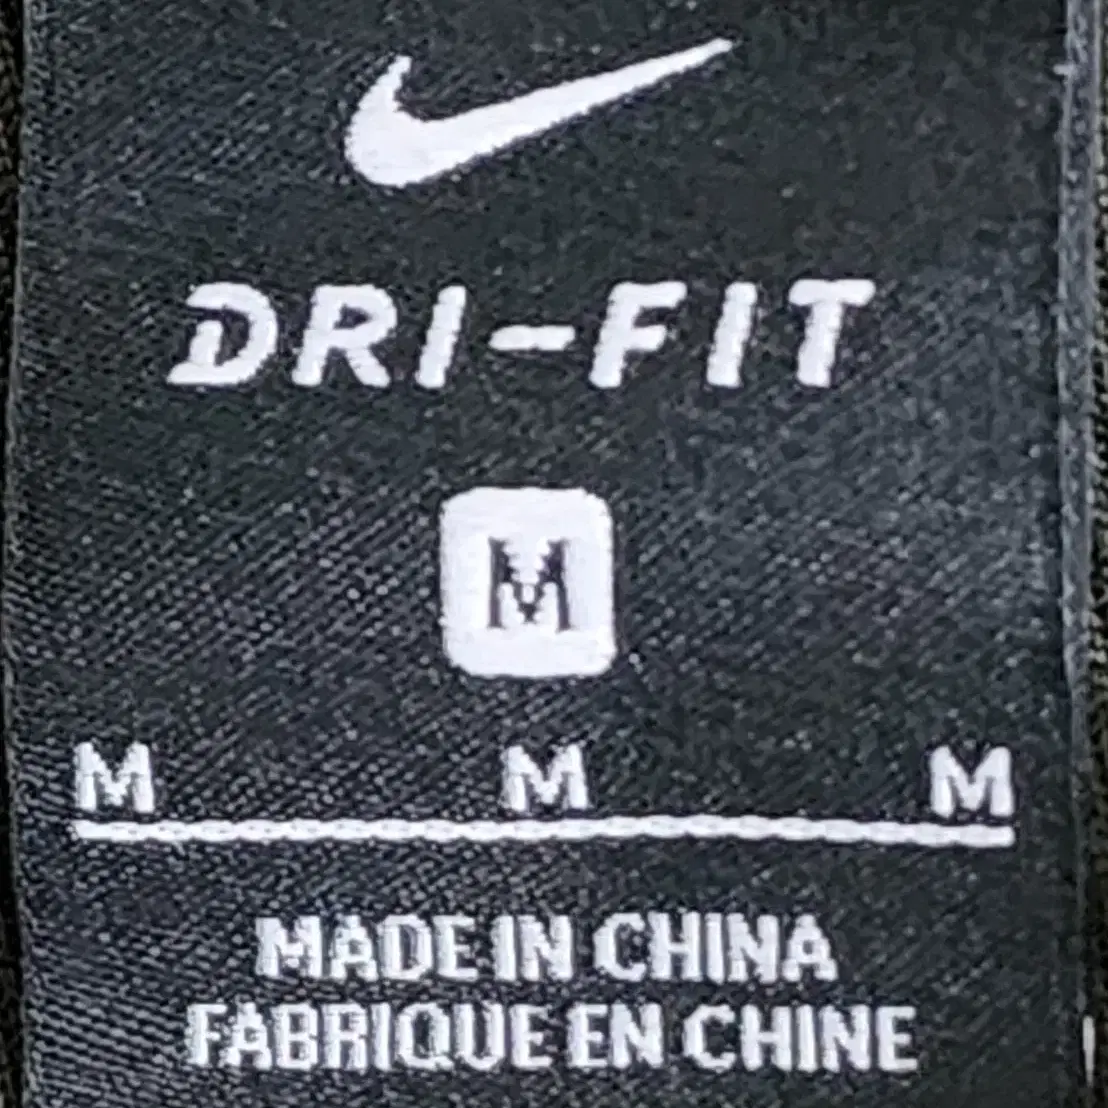 DRI-FIT
M
M M M
MADE IN CHINA
FABRIQUE EN CHINE